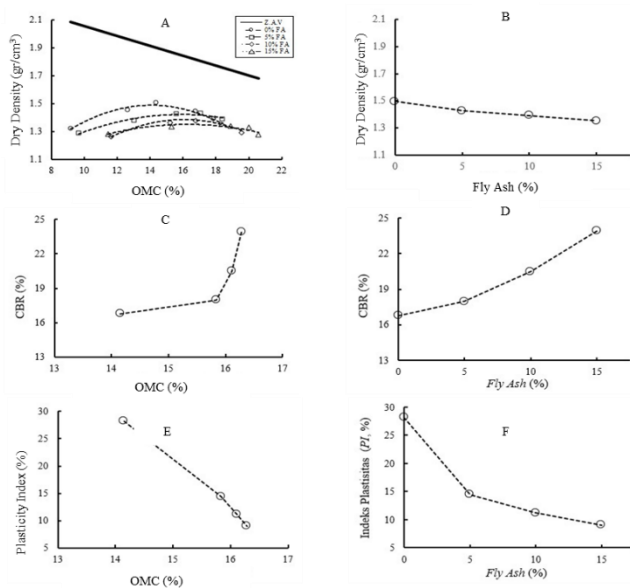 A
Z.A.V
0% FA
5% FA
10% FA
15% FA
Dry Density (gr/cm³)
2.1
1.9
1.7
1.5
1.3
1.1
8 10 12 14 16 18 20 22
OMC (%)
B
Dry Density (gr/cm³)
2.1
1.9
1.7
1.5
1.3
1.1
0 5 10 15
Fly Ash (%)
C
CBR (%)
25
22
19
16
13
13 14 15 16 17
OMC (%)
D
CBR (%)
25
22
19
16
13
0 5 10 15
Fly Ash (%)
E
Plasticity Index (%)
30
25
20
15
10
5
13 14 15 16 17
OMC (%)
F
Indeks Plastisitas (PI, %)
30
25
20
15
10
5
0 5 10 15
Fly Ash (%)